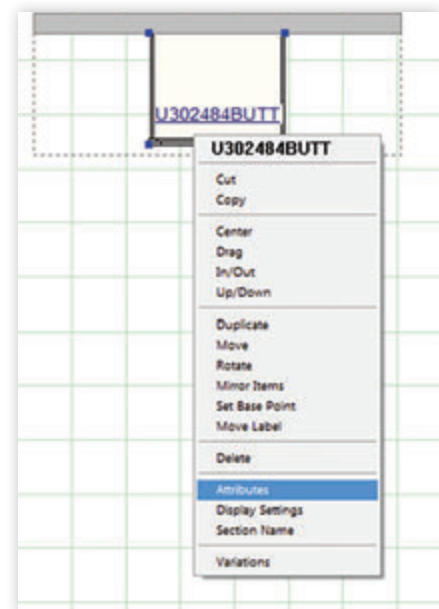 U302484BUTT
U302484BUTT
Cut
Copy
Center
Drag
In/Out
Up/Down
Duplicate
Move
Rotate
Mirror Items
Set Base Point
Move Label
Delete
Attributes
Display Settings
Section Name
Variations